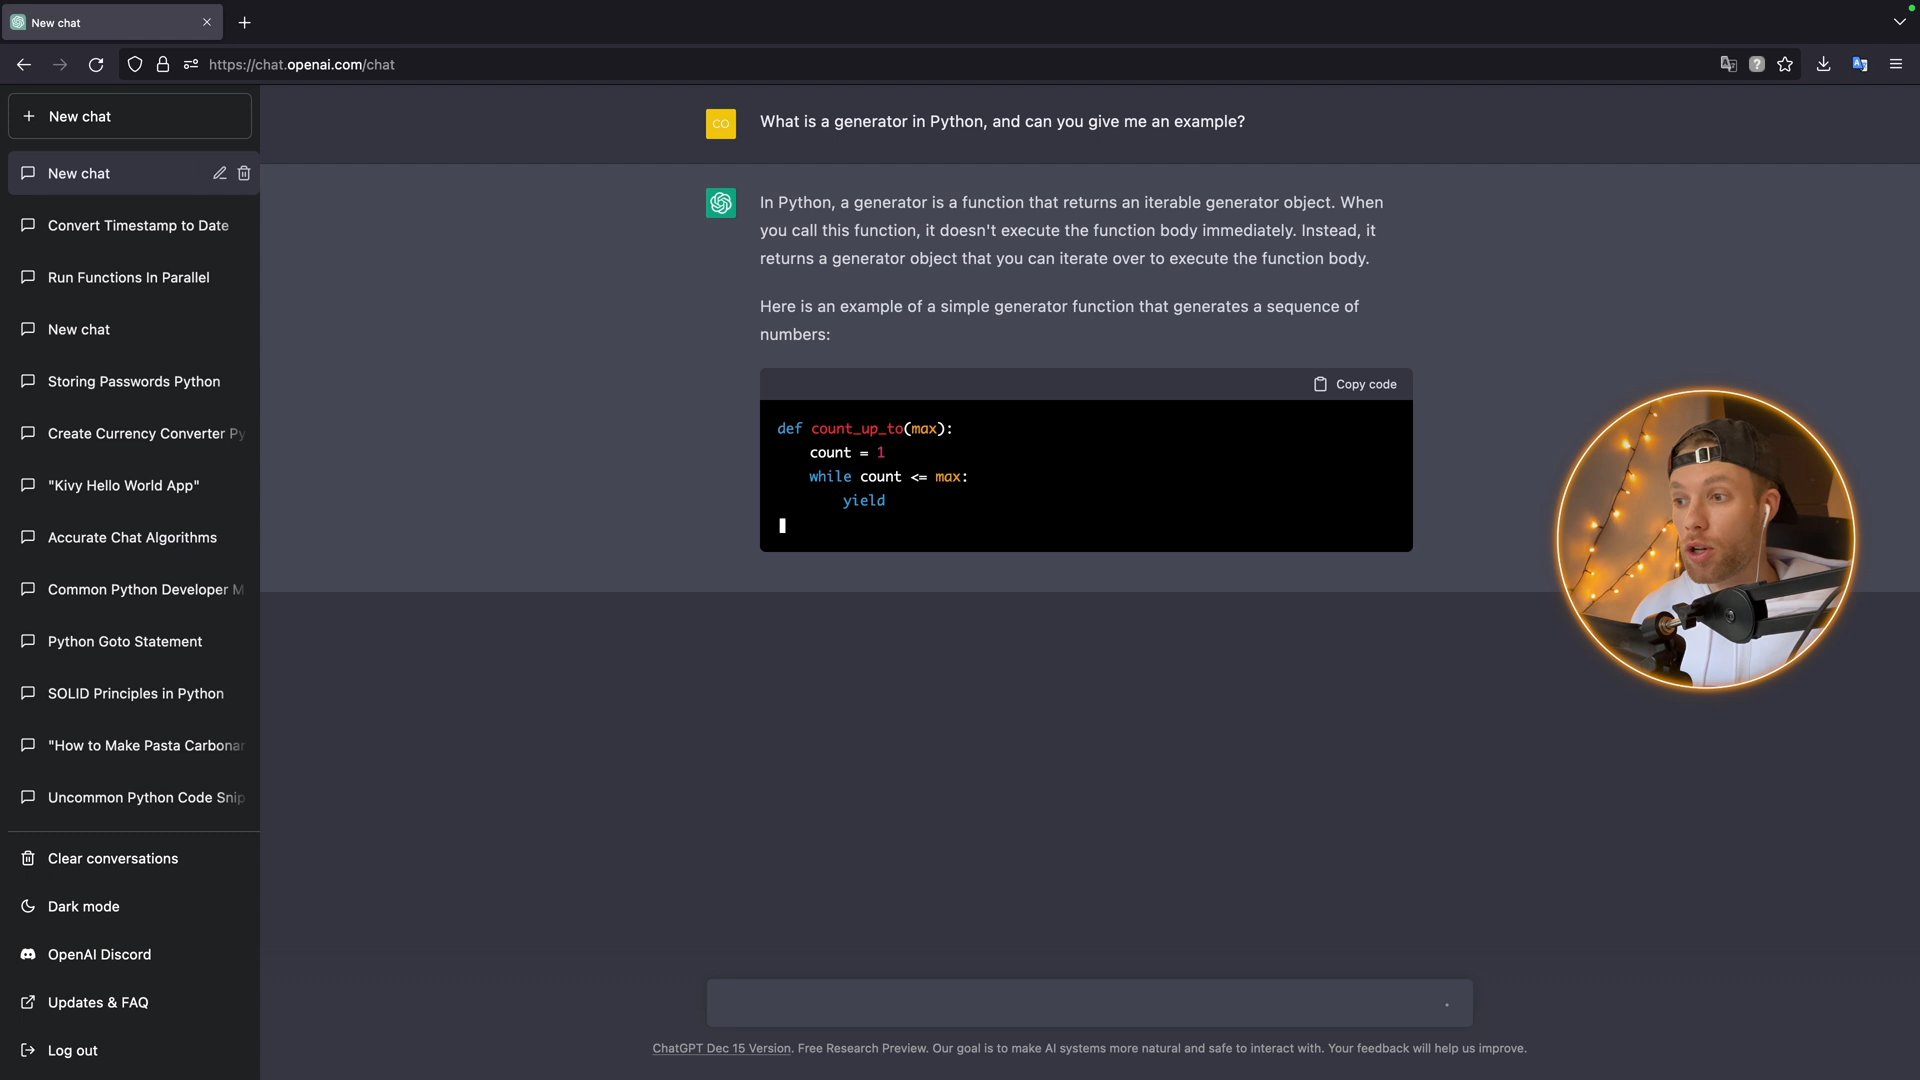 New chat
https://chat.openai.com/chat
New chat
New chat
Convert Timestamp to Date
Run Functions In Parallel
New chat
Storing Passwords Python
Create Currency Converter Py
"Kivy Hello World App"
Accurate Chat Algorithms
Common Python Developer M
Python Goto Statement
SOLID Principles in Python
"How to Make Pasta Carbonar
Uncommon Python Code Snip
Clear conversations
Dark mode
OpenAI Discord
Updates & FAQ
Log out
CO
What is a generator in Python, and can you give me an example?
In Python, a generator is a function that returns an iterable generator object. When
you call this function, it doesn't execute the function body immediately. Instead, it
returns a generator object that you can iterate over to execute the function body.
Here is an example of a simple generator function that generates a sequence of
numbers:
Copy code
def count_up_to(max):
    count = 1
    while count <= max:
        yield
ChatGPT Dec 15 Version. Free Research Preview. Our goal is to make AI systems more natural and safe to interact with. Your feedback will help us improve.